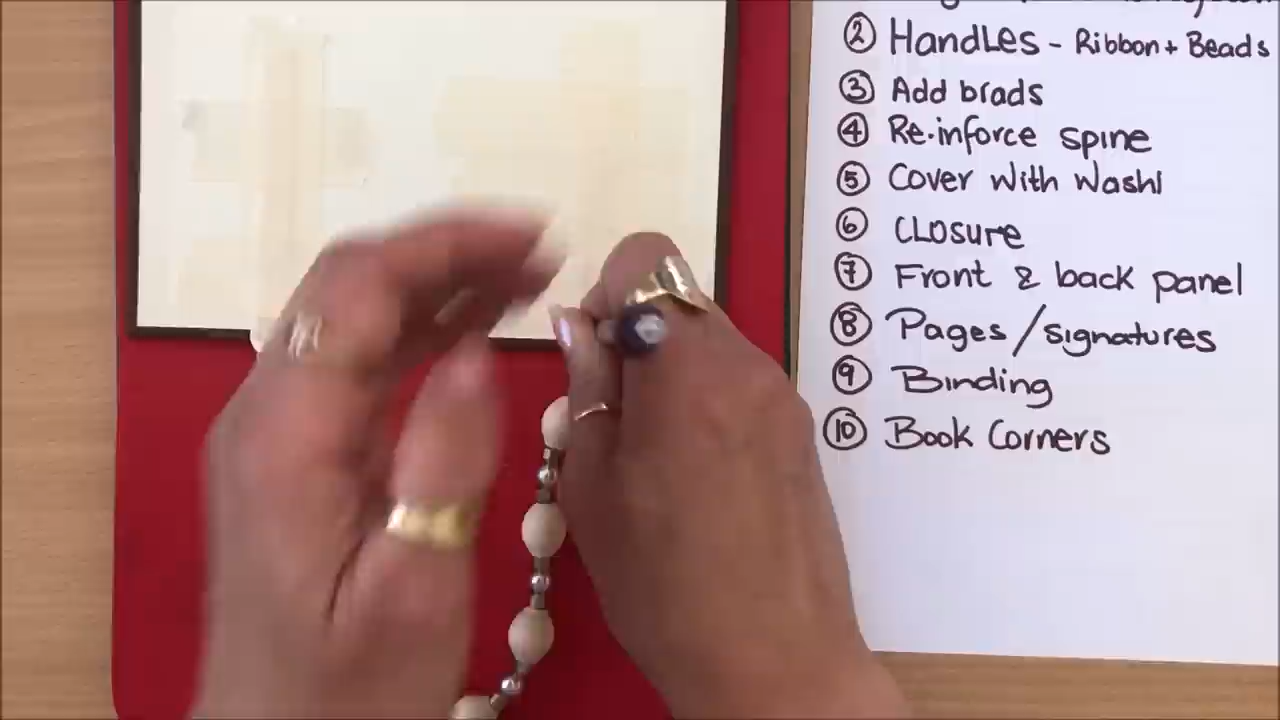 ② Handles - Ribbon + Beads
③ Add brads
④ Re-inforce spine
⑤ Cover with Washi
⑥ Closure
⑦ Front & back panel
⑧ Pages/signatures
⑨ Binding
⑩ Book Corners